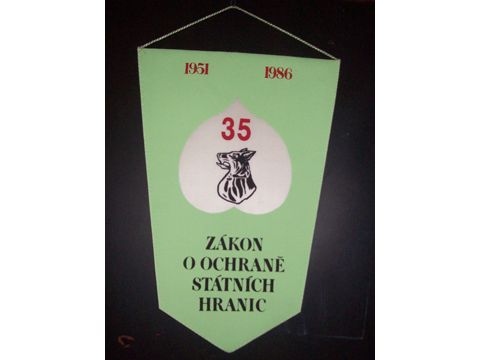 1951 1986
35
ZÁKON
O OCHRANĚ
STÁTNÍCH
HRANIC